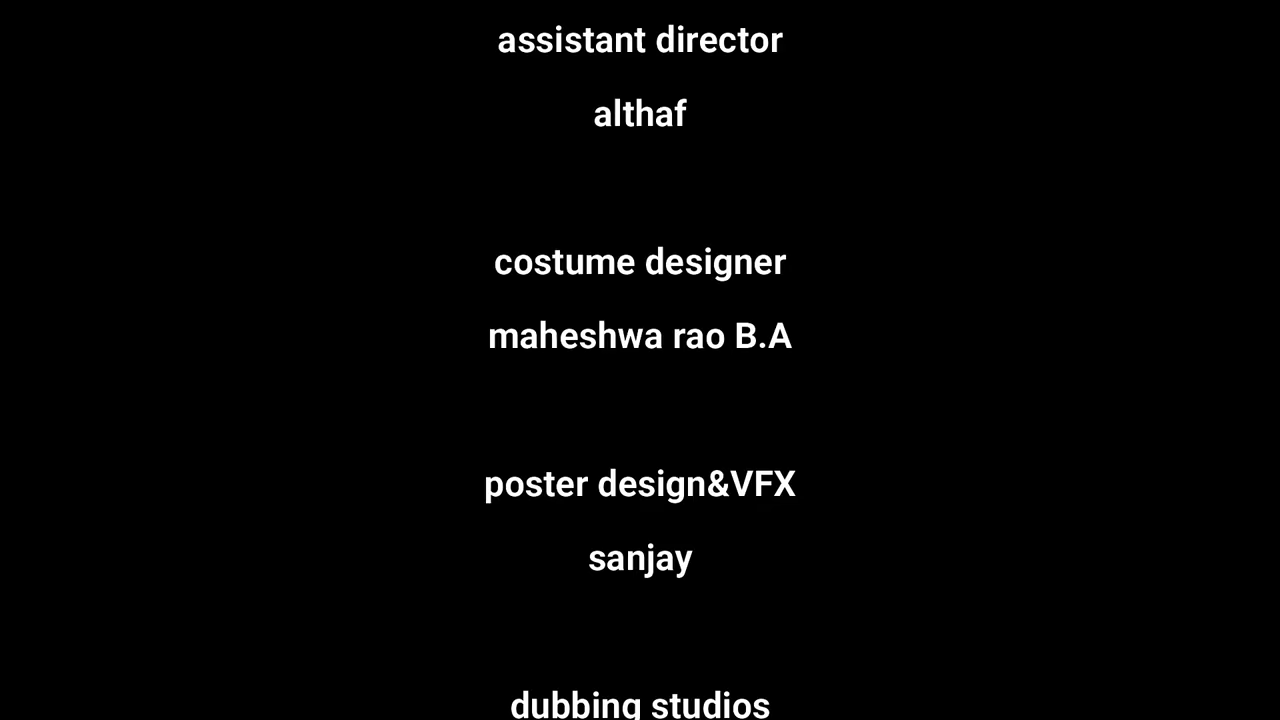 assistant director
althaf
costume designer
maheshwa rao B.A
poster design&VFX
sanjay
dubbing studios